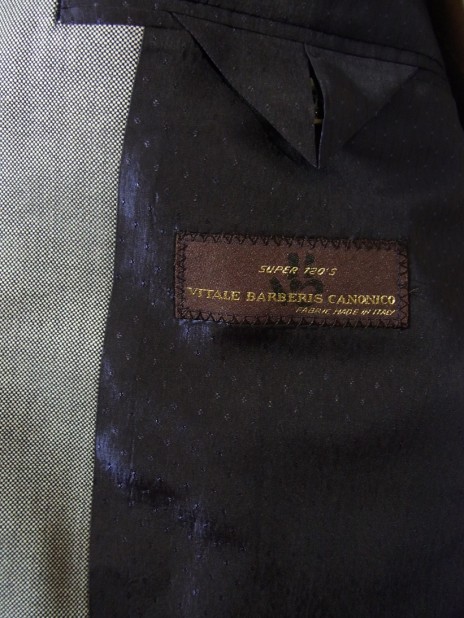 SUPER 120'S
VITALE BARBERIS CANONICO
FABRIC MADE IN ITALY